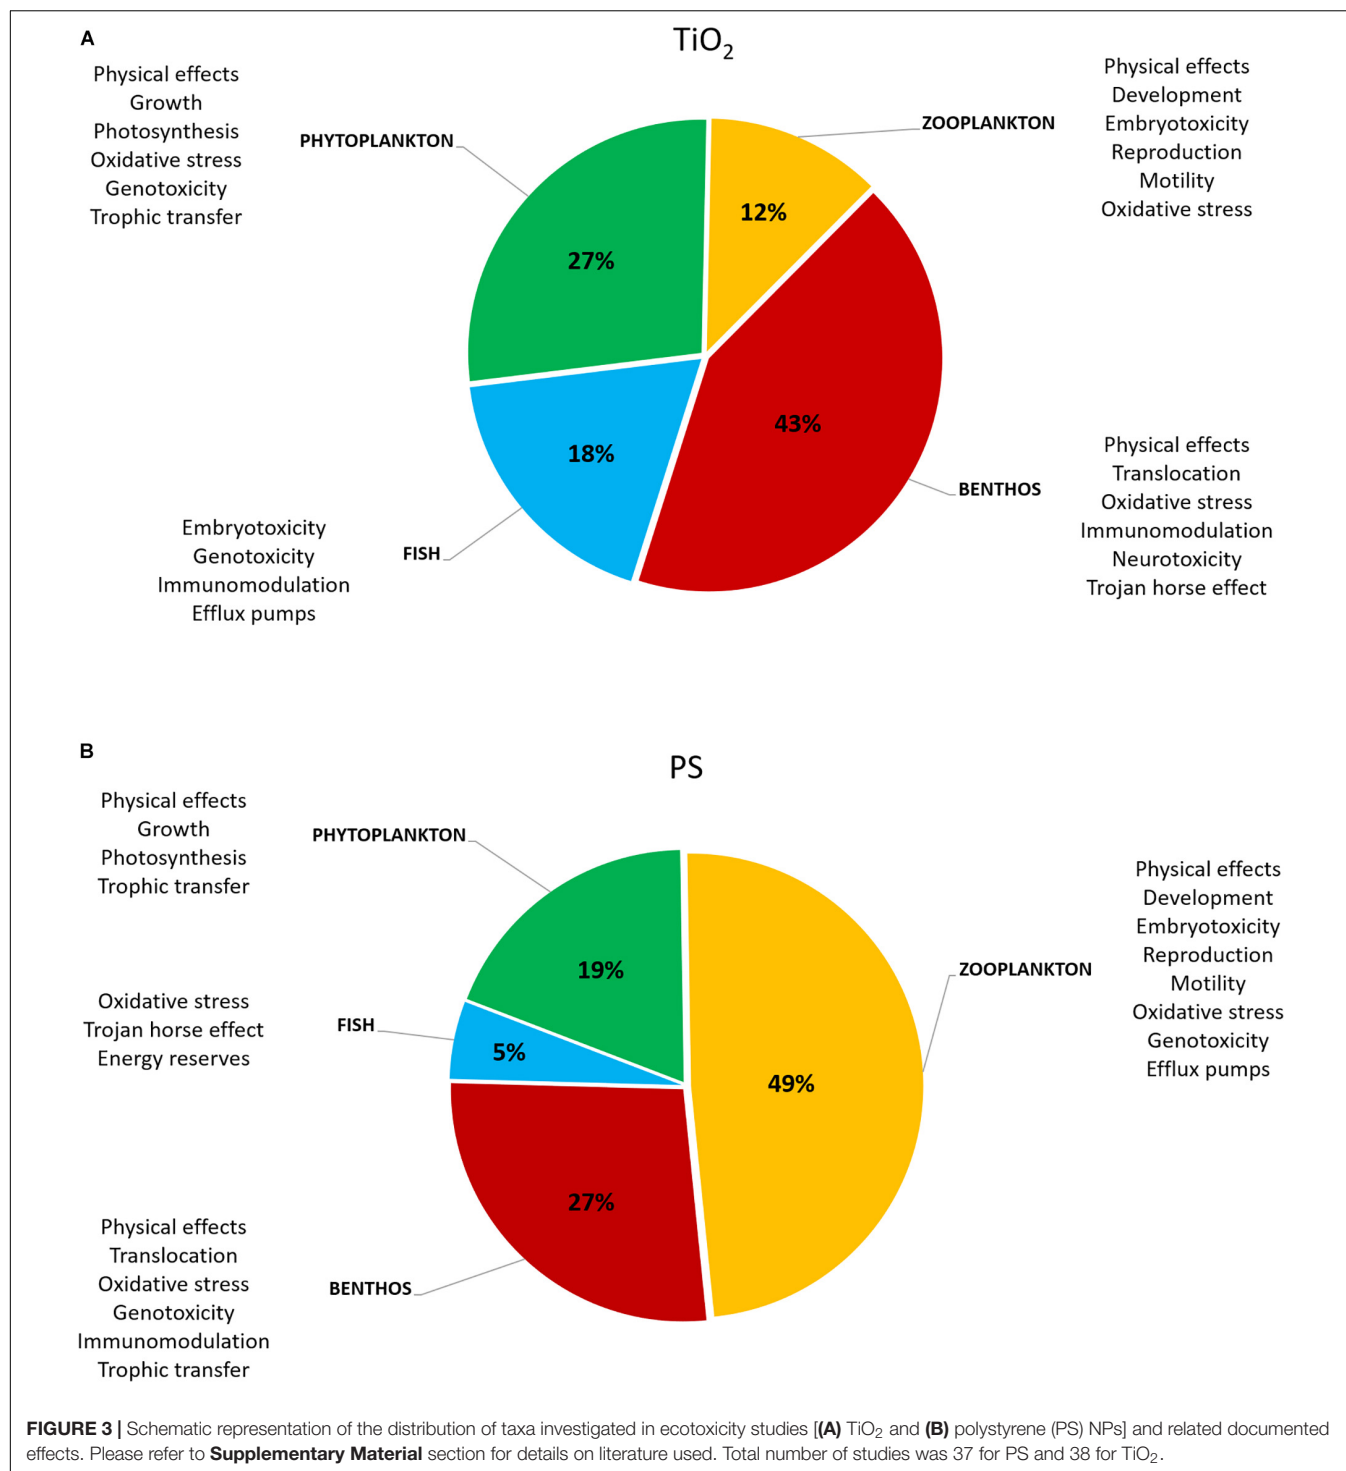 A
TiO₂
Physical effects
Growth
Photosynthesis
Oxidative stress
Genotoxicity
Trophic transfer
PHYTOPLANKTON
27%
ZOOPLANKTON
12%
Physical effects
Development
Embryotoxicity
Reproduction
Motility
Oxidative stress
43%
BENTHOS
Physical effects
Translocation
Oxidative stress
Immunomodulation
Neurotoxicity
Trojan horse effect
18%
FISH
Embryotoxicity
Genotoxicity
Immunomodulation
Efflux pumps
B
PS
Physical effects
Growth
Photosynthesis
Trophic transfer
PHYTOPLANKTON
19%
Oxidative stress
Trojan horse effect
Energy reserves
FISH
5%
49%
ZOOPLANKTON
Physical effects
Development
Embryotoxicity
Reproduction
Motility
Oxidative stress
Genotoxicity
Efflux pumps
27%
BENTHOS
Physical effects
Translocation
Oxidative stress
Genotoxicity
Immunomodulation
Trophic transfer
FIGURE 3 | Schematic representation of the distribution of taxa investigated in ecotoxicity studies [(A) TiO₂ and (B) polystyrene (PS) NPs] and related documented
effects. Please refer to Supplementary Material section for details on literature used. Total number of studies was 37 for PS and 38 for TiO₂.